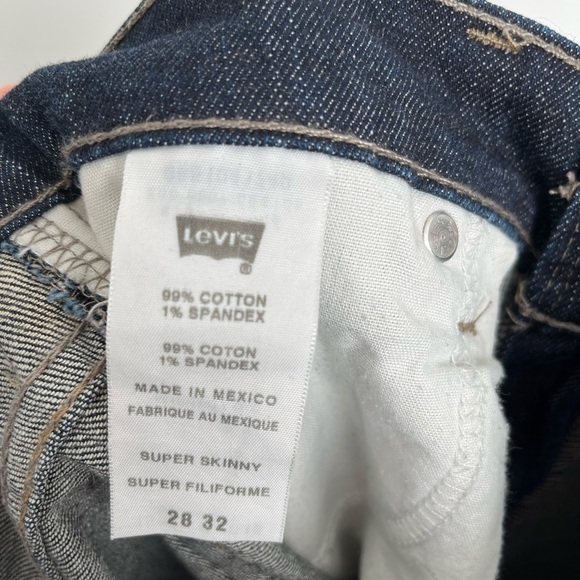 Levi's
®
99% COTTON
1% SPANDEX
99% COTON
1% SPANDEX
MADE IN MEXICO
FABRIQUE AU MEXIQUE
SUPER SKINNY
SUPER FILIFORME
28 32